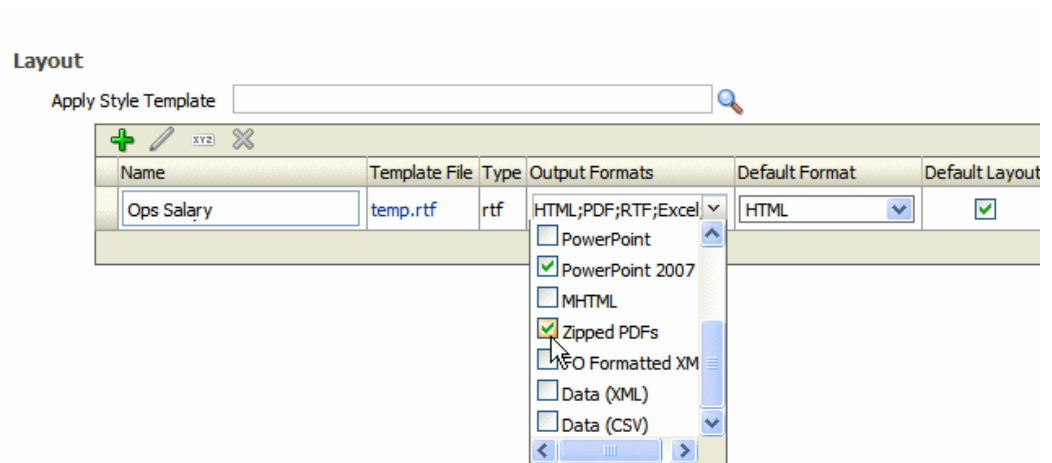 Layout
Apply Style Template
XYZ
Name Template File Type Output Formats Default Format Default Layout
Ops Salary temp.rtf rtf HTML;PDF;RTF;Excel; HTML
PowerPoint
PowerPoint 2007
MHTML
Zipped PDFs
FO Formatted XM
Data (XML)
Data (CSV)